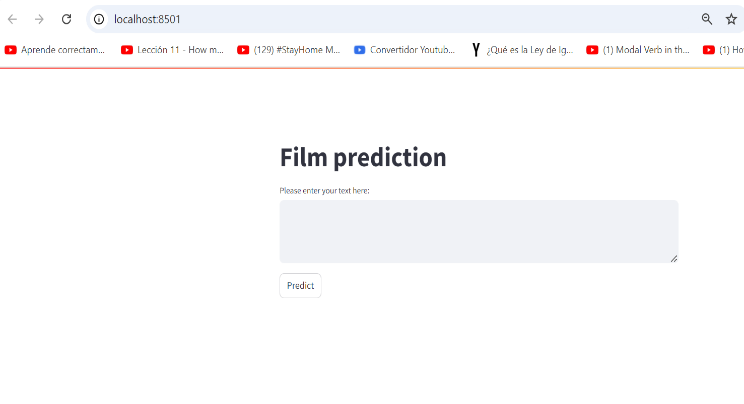 localhost:8501
Aprende correctam... Lección 11 - How m... (129) #StayHome M... Convertidor Youtub... ¿Qué es la Ley de Ig... (1) Modal Verb in th... (1) Ho
Film prediction
Please enter your text here:
Predict